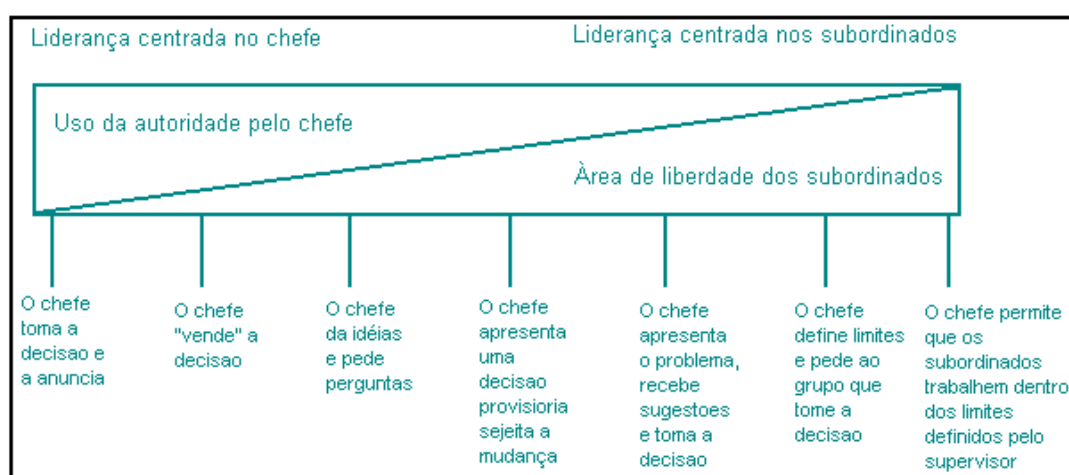 Liderança centrada no chefe
Liderança centrada nos subordinados
Uso da autoridade pelo chefe
Àrea de liberdade dos subordinados
O chefe
toma a
decisao e
a anuncia
O chefe
"vende" a
decisao
O chefe
da idéias
e pede
perguntas
O chefe
apresenta
uma
decisao
provisioria
sejeita a
mudança
O chefe
apresenta
o problema,
recebe
sugestoes
e toma a
decisao
O chefe
define limites
e pede ao
grupo que
tome a
decisao
O chefe permite
que os
subordinados
trabalhem dentro
dos limites
definidos pelo
supervisor